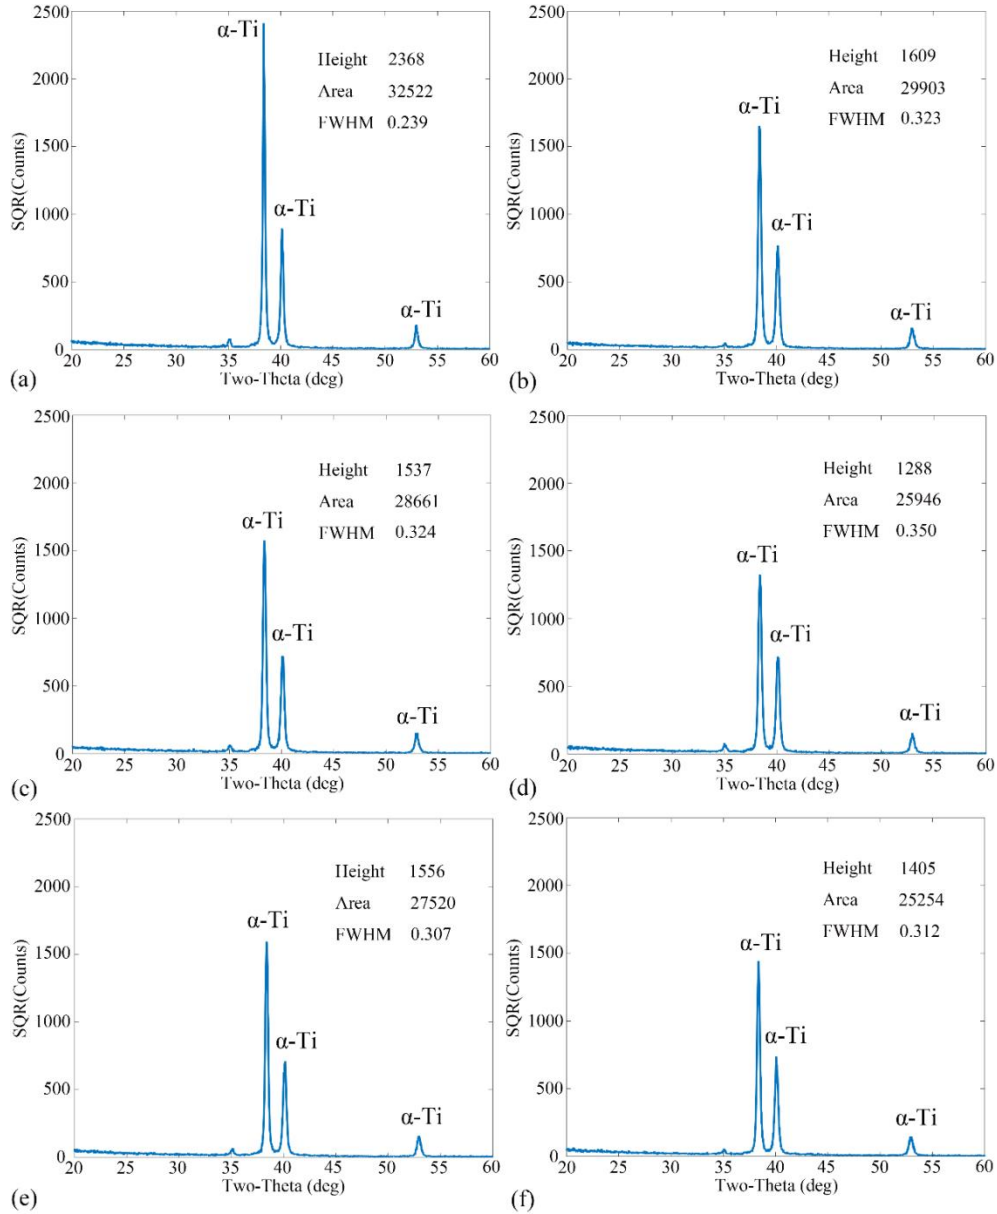 α-Ti
Height 2368
Area 32522
FWHM 0.239
α-Ti
α-Ti
SQR(Counts)
2500
2000
1500
1000
500
0
20 25 30 35 40 45 50 55 60
Two-Theta (deg)
(a)
Height 1609
Area 29903
FWHM 0.323
α-Ti
α-Ti
α-Ti
SQR(Counts)
2500
2000
1500
1000
500
0
20 25 30 35 40 45 50 55 60
Two-Theta (deg)
(b)
Height 1537
Area 28661
FWHM 0.324
α-Ti
α-Ti
α-Ti
SQR(Counts)
2500
2000
1500
1000
500
0
20 25 30 35 40 45 50 55 60
Two-Theta (deg)
(c)
Height 1288
Area 25946
FWHM 0.350
α-Ti
α-Ti
α-Ti
SQR(Counts)
2500
2000
1500
1000
500
0
20 25 30 35 40 45 50 55 60
Two-Theta (deg)
(d)
Height 1556
Area 27520
FWHM 0.307
α-Ti
α-Ti
α-Ti
SQR(Counts)
2500
2000
1500
1000
500
0
20 25 30 35 40 45 50 55 60
Two-Theta (deg)
(e)
Height 1405
Area 25254
FWHM 0.312
α-Ti
α-Ti
α-Ti
SQR(Counts)
2500
2000
1500
1000
500
0
20 25 30 35 40 45 50 55 60
Two-Theta (deg)
(f)